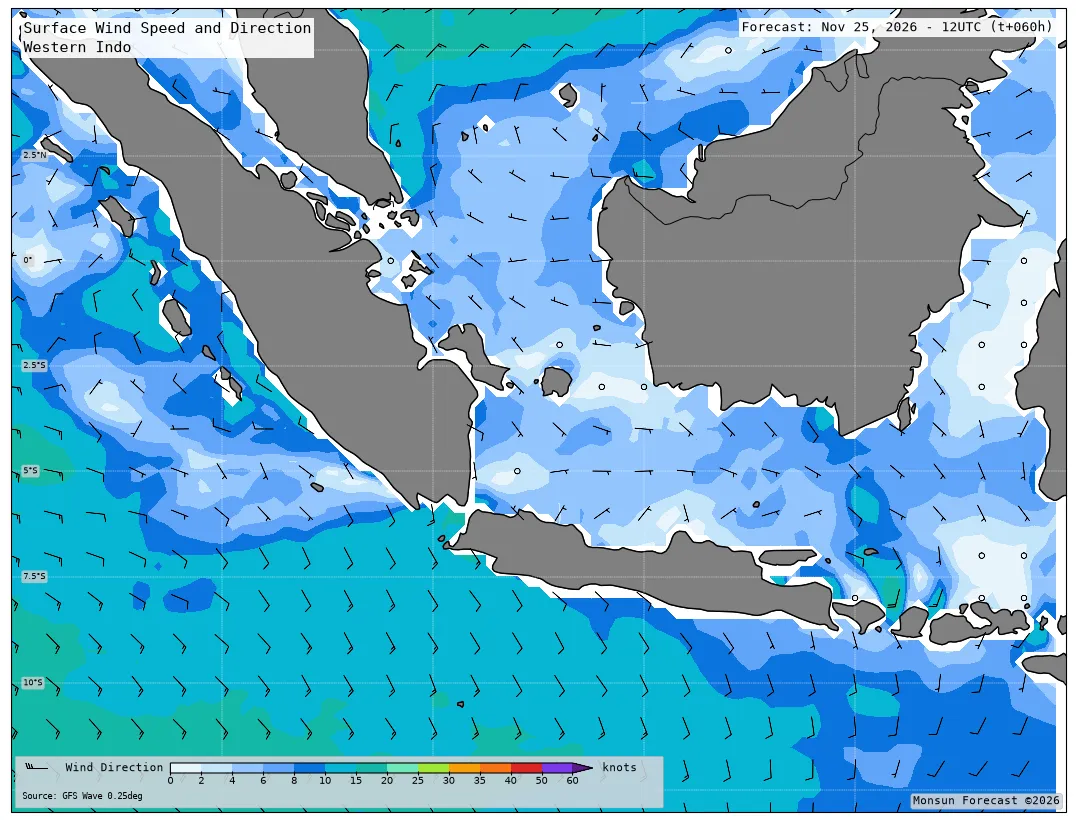 Surface Wind Speed and Direction
Western Indo
Forecast: Nov 25, 2026 - 12UTC (t+060h)
2.5°N
0°
2.5°S
5°S
7.5°S
10°S
Wind Direction
0 2 4 6 8 10 15 20 25 30 35 40 50 60
knots
Source: GFS Wave 0.25deg
Monsun Forecast ©2026